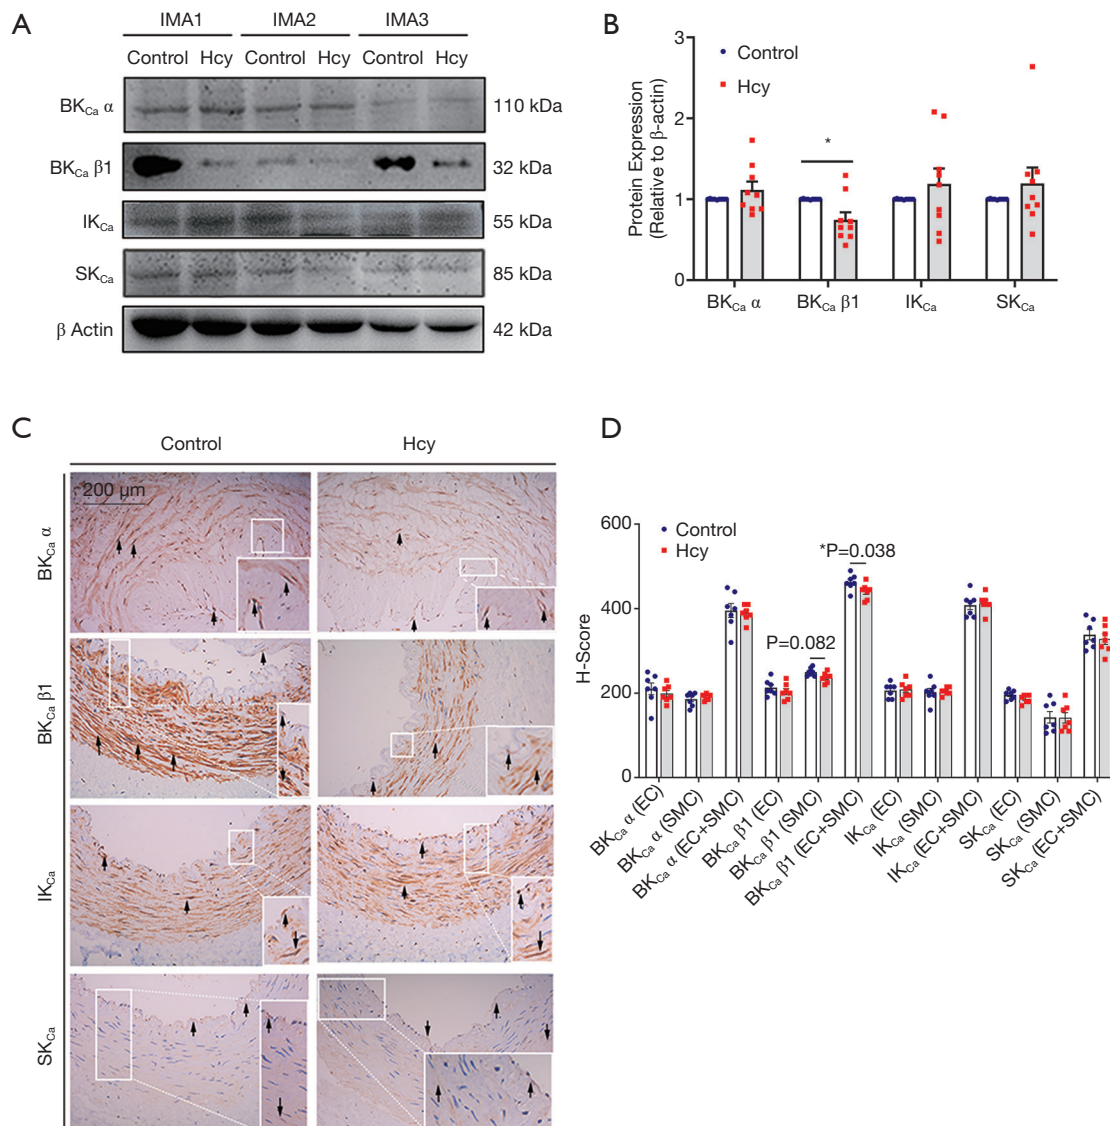 A
IMA1 IMA2 IMA3
Control Hcy Control Hcy Control Hcy
BKCa α 110 kDa
BKCa β1 32 kDa
IKCa 55 kDa
SKCa 85 kDa
β Actin 42 kDa
B
Protein Expression
(Relative to β-actin)
3
2
1
0
Control
Hcy
*
BKCa α BKCa β1 IKCa SKCa
C
Control Hcy
200 μm
BKCa α
BKCa β1
IKCa
SKCa
D
H-Score
600
400
200
0
Control
Hcy
*P=0.038
P=0.082
BKCa α (EC)
BKCa α (SMC)
BKCa α (EC+SMC)
BKCa β1 (EC)
BKCa β1 (SMC)
BKCa β1 (EC+SMC)
IKCa (EC)
IKCa (SMC)
IKCa (EC+SMC)
SKCa (EC)
SKCa (SMC)
SKCa (EC+SMC)